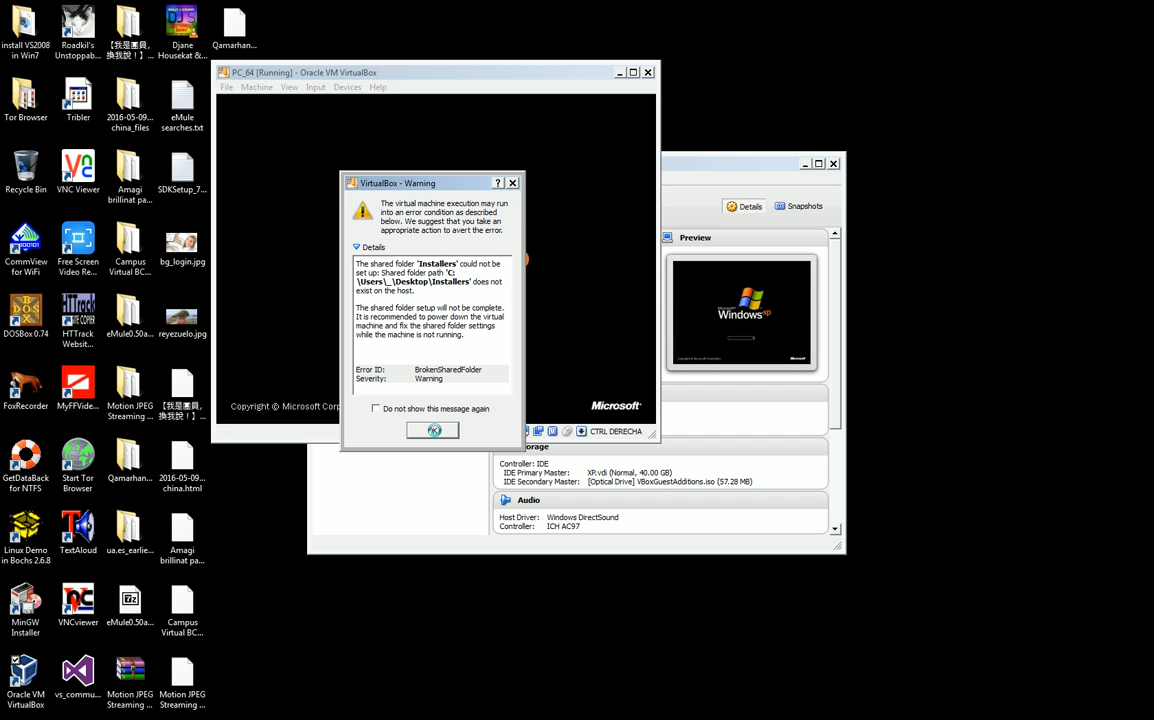 install VS2008
in Win7
Roadkil's
Unstoppab...
【我是團員,
換我說！】...
Djane
Housekat &...
Qamarhan...
Tor Browser
Tribler
2016-05-09...
china_files
eMule
searches.txt
Recycle Bin
VNC Viewer
Amagi
brillinat pa...
SDKSetup_7...
CommView
for WiFi
Free Screen
Video Re...
Campus
Virtual BC...
bg_login.jpg
DOSBox 0.74
HTTrack
Websit...
eMule0.50a...
reyezuelo.jpg
FoxRecorder
MyFFVide...
Motion JPEG
Streaming ...
【我是團員,
換我說！】...
GetDataBack
for NTFS
Start Tor
Browser
Qamarhan...
2016-05-09...
china.html
Linux Demo
in Bochs 2.6.8
TextAloud
ua.es_earlie...
Amagi
brillinat pa...
MinGW
Installer
VNCviewer
eMule0.50a...
Campus
Virtual BC...
Oracle VM
VirtualBox
vs_commu...
Motion JPEG
Streaming ...
Motion JPEG
Streaming ...
PC_64 [Running] - Oracle VM VirtualBox
File Machine View Input Devices Help
VirtualBox - Warning
The virtual machine execution may run
into an error condition as described
below. We suggest that you take an
appropriate action to avert the error.
Details
The shared folder 'Installers' could not be
set up: Shared folder path 'C:
\Users\_\Desktop\Installers' does not
exist on the host.
The shared folder setup will not be complete.
It is recommended to power down the virtual
machine and fix the shared folder settings
while the machine is not running.
Error ID: BrokenSharedFolder
Severity: Warning
Do not show this message again
Copyright © Microsoft Corp
Microsoft
CTRL DERECHA
Details Snapshots
Preview
Microsoft
Windows xp
Microsoft
Controller: IDE
IDE Primary Master: XP.vdi (Normal, 40.00 GB)
IDE Secondary Master: [Optical Drive] VBoxGuestAdditions.iso (57.28 MB)
Audio
Host Driver: Windows DirectSound
Controller: ICH AC97